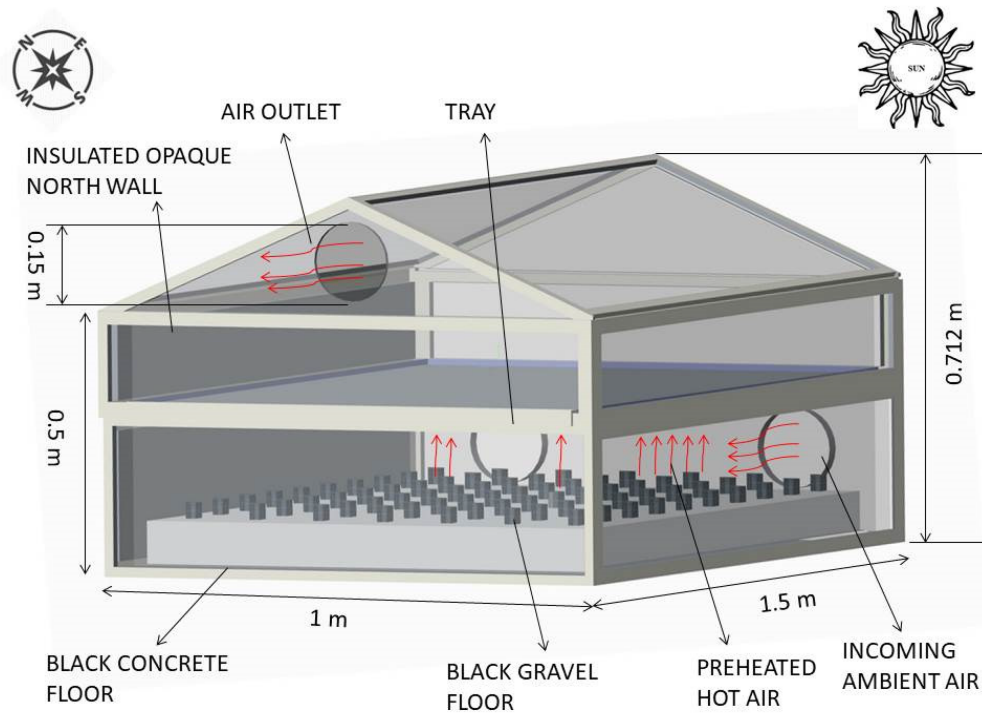 N
E
W
S
SUN
AIR OUTLET
TRAY
INSULATED OPAQUE
NORTH WALL
0.15 m
0.5 m
0.712 m
1 m
1.5 m
BLACK CONCRETE
FLOOR
BLACK GRAVEL
FLOOR
PREHEATED
HOT AIR
INCOMING
AMBIENT AIR